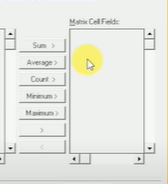 Matrix Cell Fields:
Sum >
Average >
Count >
Minimum >
Maximum >
>
<